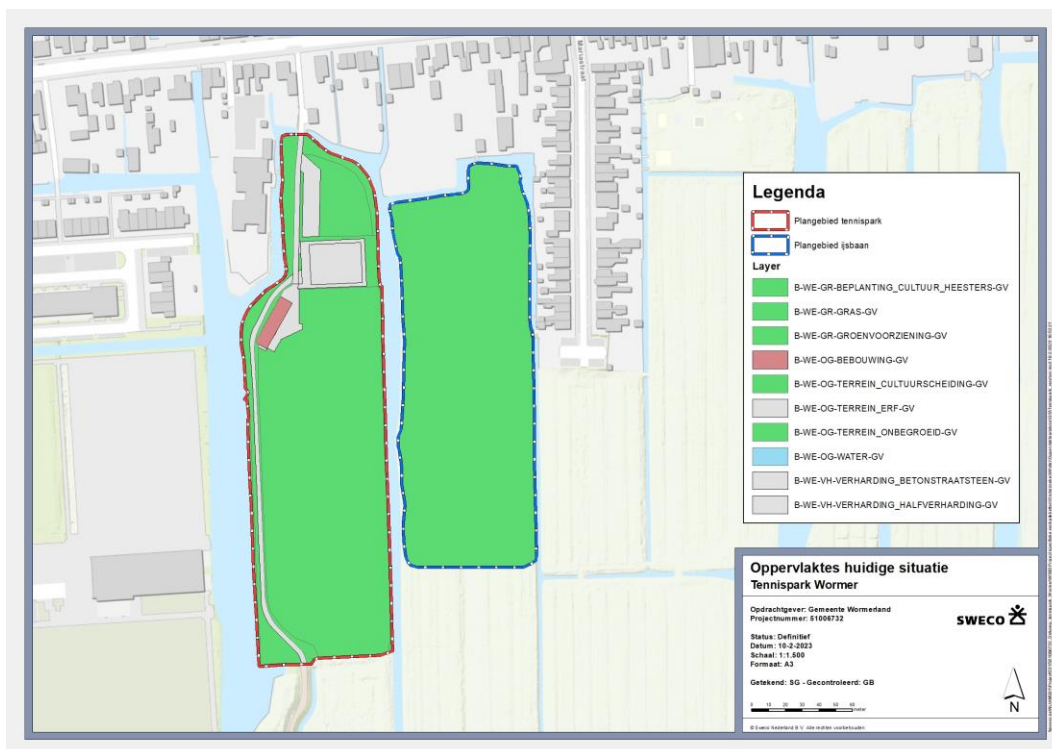 Mariastraat
Legenda
Plangebied tennispark
Plangebied ijsbaan
Layer
B-WE-GR-BEPLANTING_CULTUUR_HEESTERS-GV
B-WE-GR-GRAS-GV
B-WE-GR-GROENVOORZIENING-GV
B-WE-OG-BEBOUWING-GV
B-WE-OG-TERREIN_CULTUURSCHEIDING-GV
B-WE-OG-TERREIN_ERF-GV
B-WE-OG-TERREIN_ONBEGROEID-GV
B-WE-OG-WATER-GV
B-WE-VH-VERHARDING_BETONSTRAATSTEEN-GV
B-WE-VH-VERHARDING_HALFVERHARDING-GV
Oppervlaktes huidige situatie
Tennispark Wormer
Opdrachtgever: Gemeente Wormerland
Projectnummer: 51006732
SWECO
Status: Definitief
Datum: 10-2-2023
Schaal: 1:1.500
Formaat: A3
Getekend: SG - Gecontroleerd: GB
0 10 20 30 40 50 60
meter
N
© Sweco Nederland B.V. Alle rechten voorbehouden